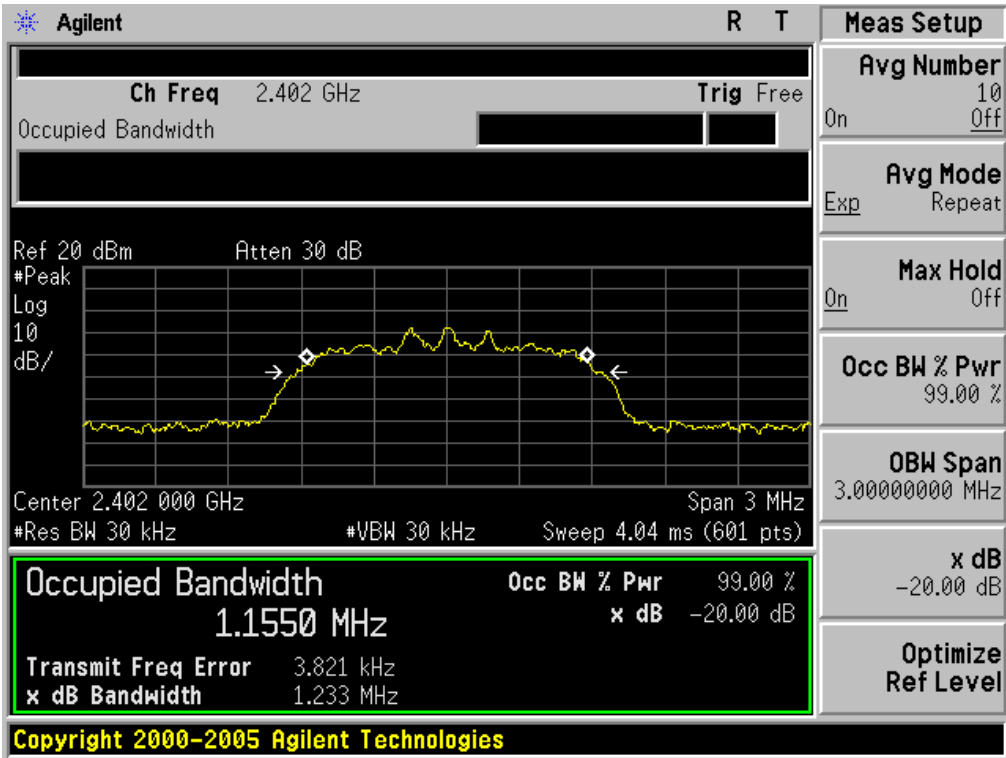 Agilent R T
Ch Freq 2.402 GHz Trig Free
Occupied Bandwidth
Ref 20 dBm Atten 30 dB
#Peak
Log
10
dB/
Center 2.402 000 GHz Span 3 MHz
#Res BW 30 kHz #VBW 30 kHz Sweep 4.04 ms (601 pts)
Occupied Bandwidth Occ BW % Pwr 99.00 %
1.1550 MHz x dB -20.00 dB
Transmit Freq Error 3.821 kHz
x dB Bandwidth 1.233 MHz
Copyright 2000-2005 Agilent Technologies
Meas Setup
Avg Number
10
On Off
Avg Mode
Exp Repeat
Max Hold
On Off
Occ BW % Pwr
99.00 %
OBW Span
3.00000000 MHz
x dB
-20.00 dB
Optimize
Ref Level